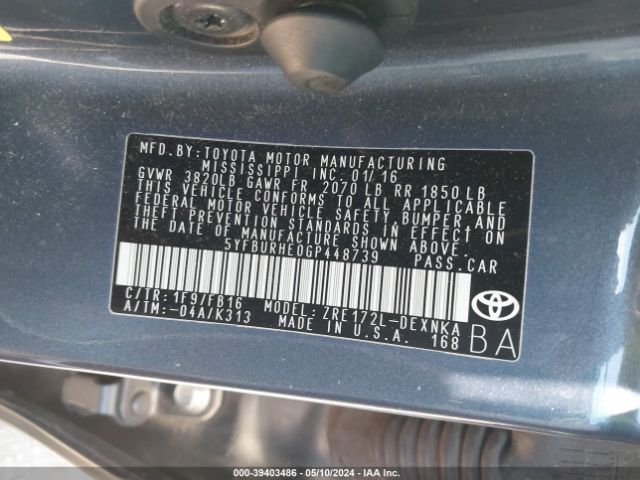 MFD. BY: TOYOTA MOTOR MANUFACTURING
MISSISSIPPI INC. 01/16
GVWR 3820LB GAWR FR 2070 LB RR 1850 LB
THIS VEHICLE CONFORMS TO ALL APPLICABLE
FEDERAL MOTOR VEHICLE SAFETY, BUMPER AND
THEFT PREVENTION STANDARDS IN EFFECT ON
THE DATE OF MANUFACTURE SHOWN ABOVE.
5YFBURHE0GP448739 PASS.CAR
C/TR: 1F9/FB16 MODEL: ZRE172L-DEXNKA
A/TM: -04A/K313 MADE IN U.S.A. 168
BA
000-39403486 - 05/10/2024 - IAA Inc.